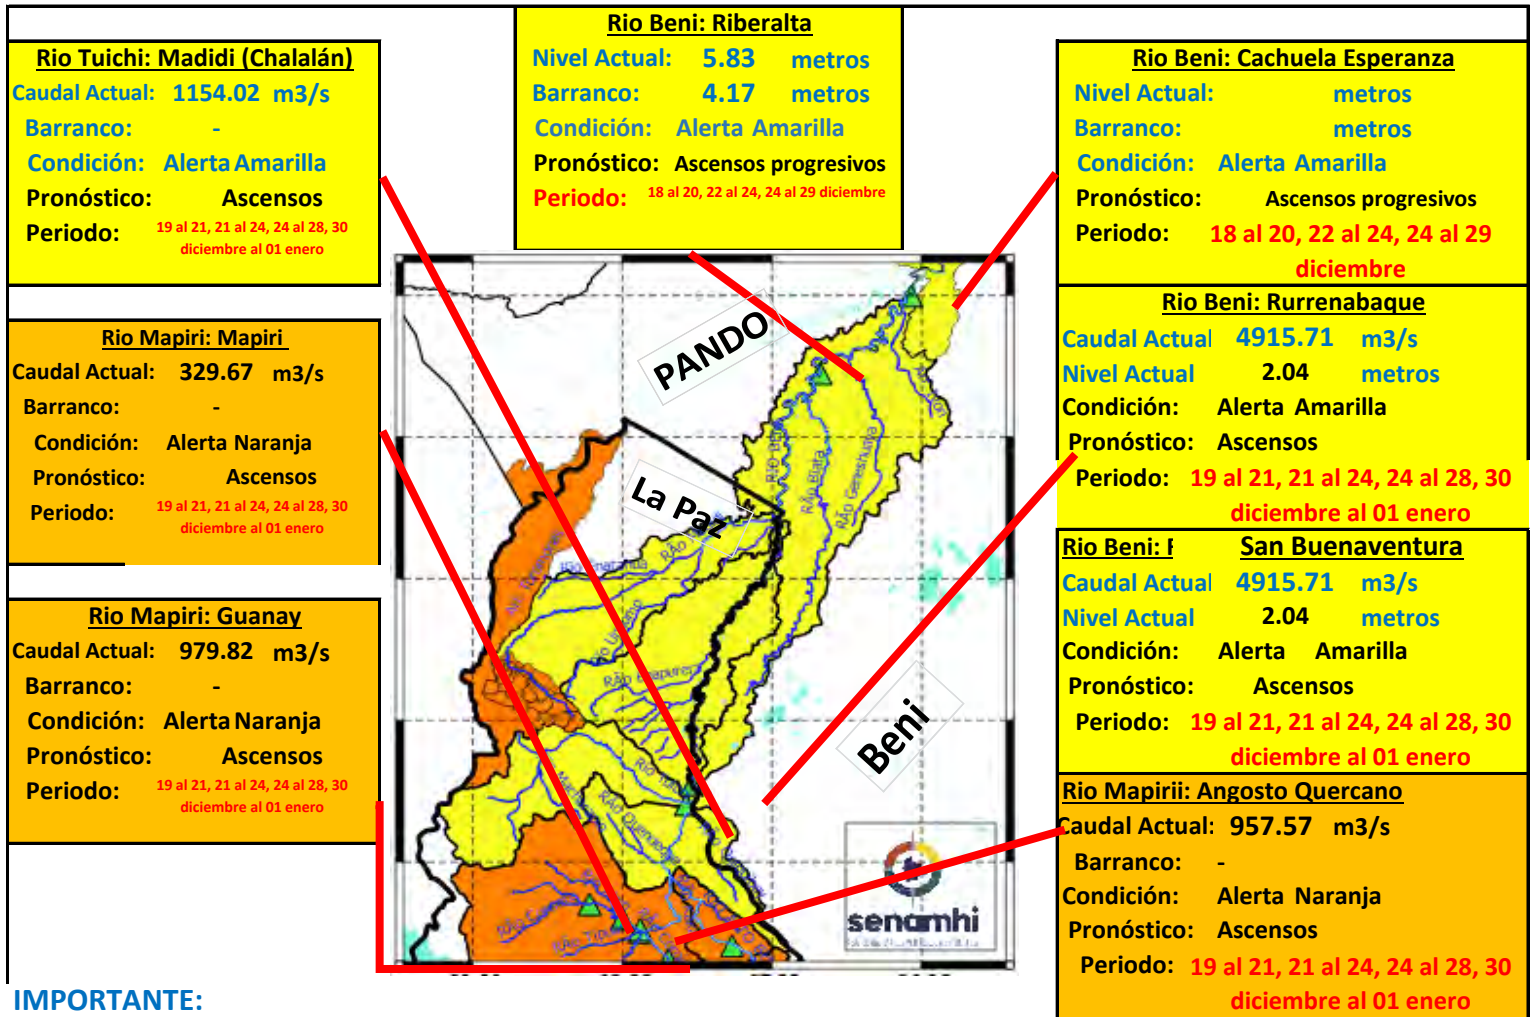 Rio Tuichi: Madidi (Chalalán)
Caudal Actual: 1154.02 m3/s
Barranco: -
Condición: Alerta Amarilla
Pronóstico: Ascensos
Periodo: 19 al 21, 21 al 24, 24 al 28, 30
diciembre al 01 enero
Rio Mapiri: Mapiri
Caudal Actual: 329.67 m3/s
Barranco: -
Condición: Alerta Naranja
Pronóstico: Ascensos
Periodo: 19 al 21, 21 al 24, 24 al 28, 30
diciembre al 01 enero
Rio Mapiri: Guanay
Caudal Actual: 979.82 m3/s
Barranco: -
Condición: Alerta Naranja
Pronóstico: Ascensos
Periodo: 19 al 21, 21 al 24, 24 al 28, 30
diciembre al 01 enero
Rio Beni: Riberalta
Nivel Actual: 5.83 metros
Barranco: 4.17 metros
Condición: Alerta Amarilla
Pronóstico: Ascensos progresivos
Periodo: 18 al 20, 22 al 24, 24 al 29 diciembre
PANDO
La Paz
Beni
RÃo Biata
RÃo Geneshuaya
senamhi
Rio Beni: Cachuela Esperanza
Nivel Actual: metros
Barranco: metros
Condición: Alerta Amarilla
Pronóstico: Ascensos progresivos
Periodo: 18 al 20, 22 al 24, 24 al 29
diciembre
Rio Beni: Rurrenabaque
Caudal Actual 4915.71 m3/s
Nivel Actual 2.04 metros
Condición: Alerta Amarilla
Pronóstico: Ascensos
Periodo: 19 al 21, 21 al 24, 24 al 28, 30
diciembre al 01 enero
Rio Beni: San Buenaventura
Caudal Actual 4915.71 m3/s
Nivel Actual 2.04 metros
Condición: Alerta Amarilla
Pronóstico: Ascensos
Periodo: 19 al 21, 21 al 24, 24 al 28, 30
diciembre al 01 enero
Rio Mapirii: Angosto Quercano
Caudal Actual: 957.57 m3/s
Barranco: -
Condición: Alerta Naranja
Pronóstico: Ascensos
Periodo: 19 al 21, 21 al 24, 24 al 28, 30
diciembre al 01 enero
IMPORTANTE: